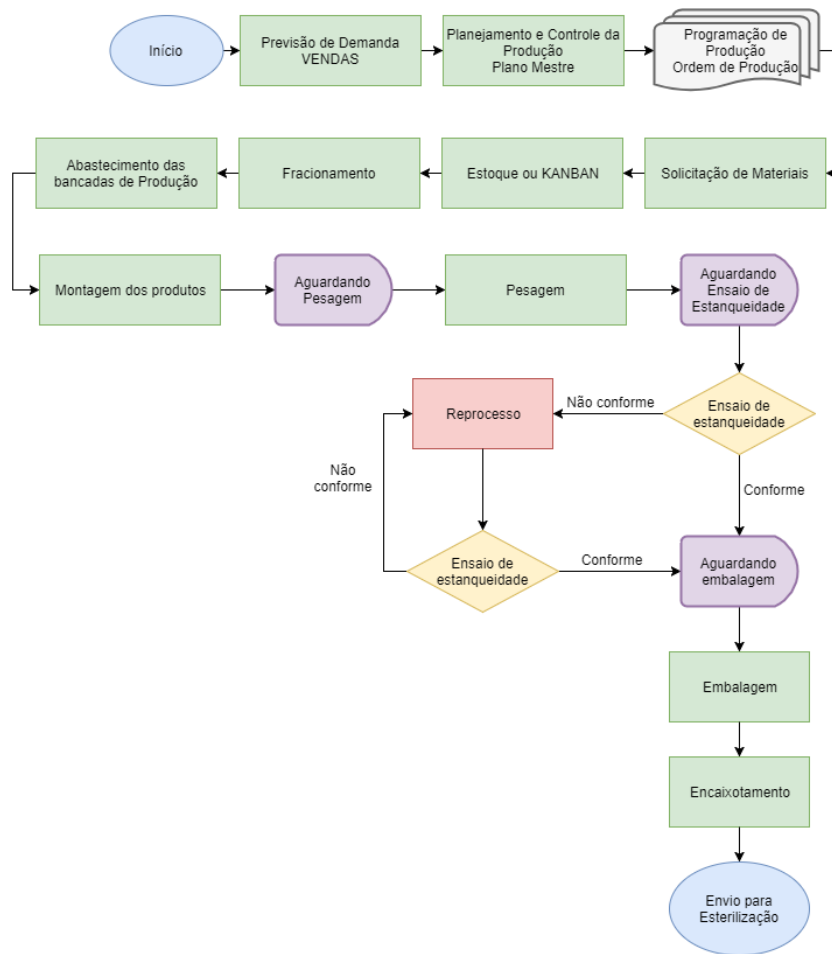 Início
Previsão de Demanda
VENDAS
Planejamento e Controle da
Produção
Plano Mestre
Programação de
Produção
Ordem de Produção
Abastecimento das
bancadas de Produção
Fracionamento
Estoque ou KANBAN
Solicitação de Materiais
Montagem dos produtos
Aguardando
Pesagem
Pesagem
Aguardando
Ensaio de
Estanqueidade
Reprocesso
Não conforme
Ensaio de
estanqueidade
Não
conforme
Conforme
Ensaio de
estanqueidade
Conforme
Aguardando
embalagem
Embalagem
Encaixotamento
Envio para
Esterilização